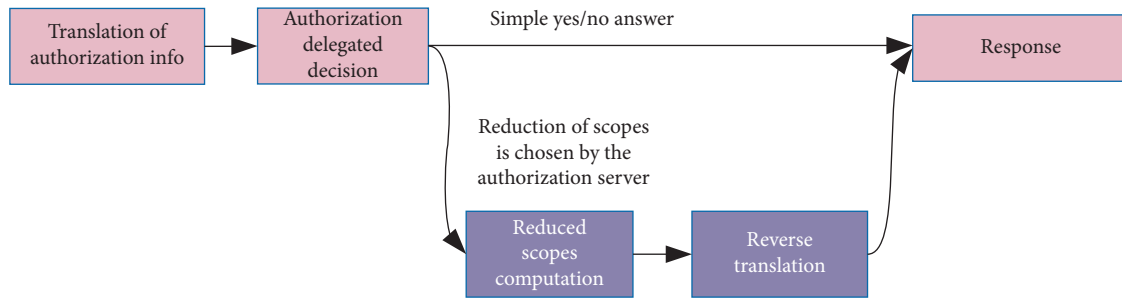 Translation of
authorization info
Authorization
delegated
decision
Simple yes/no answer
Response
Reduction of scopes
is chosen by the
authorization server
Reduced
scopes
computation
Reverse
translation